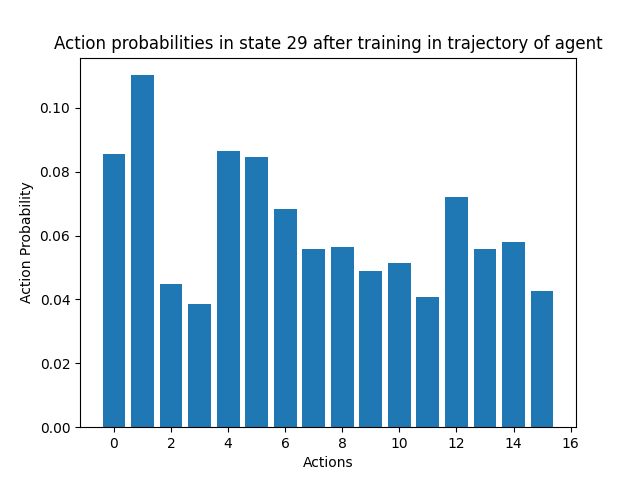 Action probabilities in state 29 after training in trajectory of agent
Action Probability
0.10
0.08
0.06
0.04
0.02
0.00
0 2 4 6 8 10 12 14 16
Actions